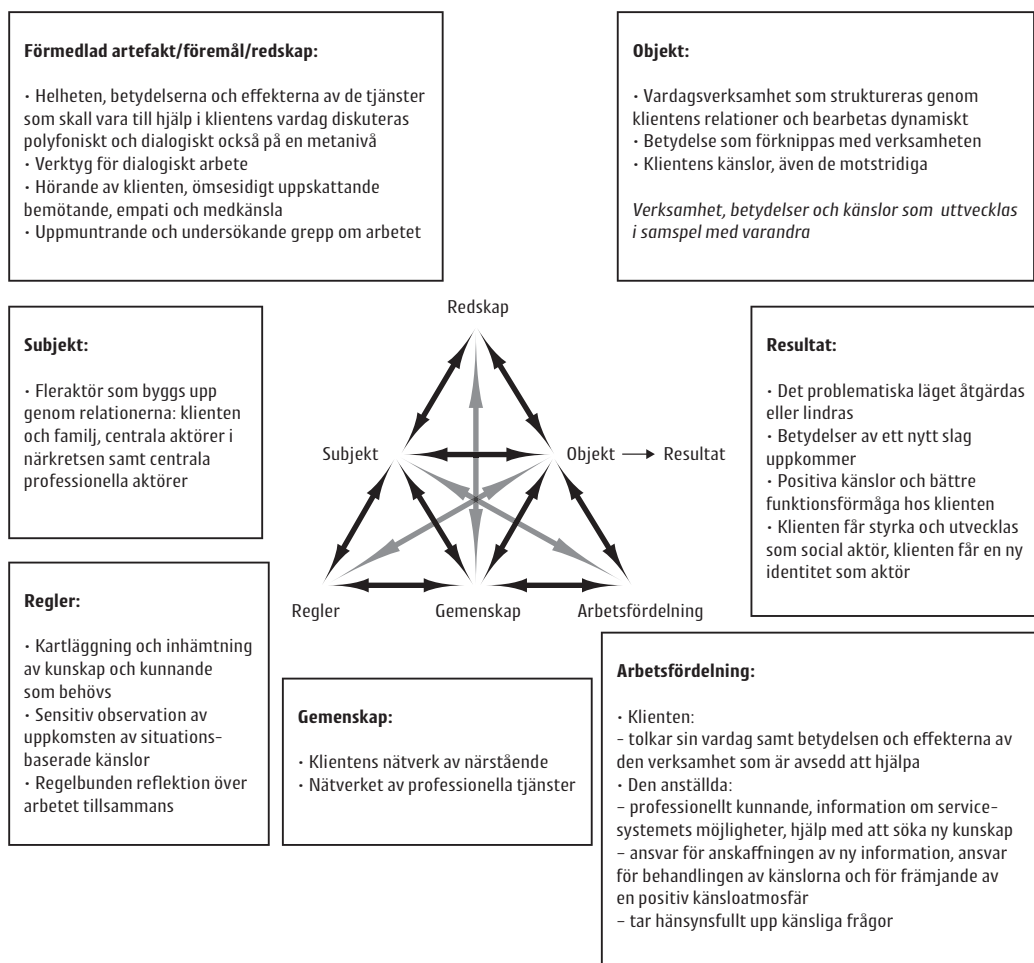 Förmedlad artefakt/föremål/redskap:
• Helheten, betydelserna och effekterna av de tjänster
som skall vara till hjälp i klientens vardag diskuteras
polyfoniskt och dialogiskt också på en metanivå
• Verktyg för dialogiskt arbete
• Hörande av klienten, ömsesidigt uppskattande
bemötande, empati och medkänsla
• Uppmuntrande och undersökande grepp om arbetet
Objekt:
• Vardagsverksamhet som struktureras genom
klientens relationer och bearbetas dynamiskt
• Betydelse som förknippas med verksamheten
• Klientens känslor, även de motstridiga
Verksamhet, betydelser och känslor som uttvecklas
i samspel med varandra
Subjekt:
• Fleraktör som byggs upp
genom relationerna: klienten
och familj, centrala aktörer i
närkretsen samt centrala
professionella aktörer
Redskap
Subjekt
Objekt
Resultat
Regler
Gemenskap
Arbetsfördelning
Resultat:
• Det problematiska läget åtgärdas
eller lindras
• Betydelser av ett nytt slag
uppkommer
• Positiva känslor och bättre
funktionsförmåga hos klienten
• Klienten får styrka och utvecklas
som social aktör, klienten får en ny
identitet som aktör
Regler:
• Kartläggning och inhämtning
av kunskap och kunnande
som behövs
• Sensitiv observation av
uppkomsten av situations-
baserade känslor
• Regelbunden reflektion över
arbetet tillsammans
Gemenskap:
• Klientens nätverk av närstående
• Nätverket av professionella tjänster
Arbetsfördelning:
• Klienten:
– tolkar sin vardag samt betydelsen och effekterna av
den verksamhet som är avsedd att hjälpa
• Den anställda:
– professionellt kunnande, information om service-
systemets möjligheter, hjälp med att söka ny kunskap
– ansvar för anskaffningen av ny information, ansvar
för behandlingen av känslorna och för främjande av
en positiv känsloatmosfär
– tar hänsynsfullt upp känsliga frågor